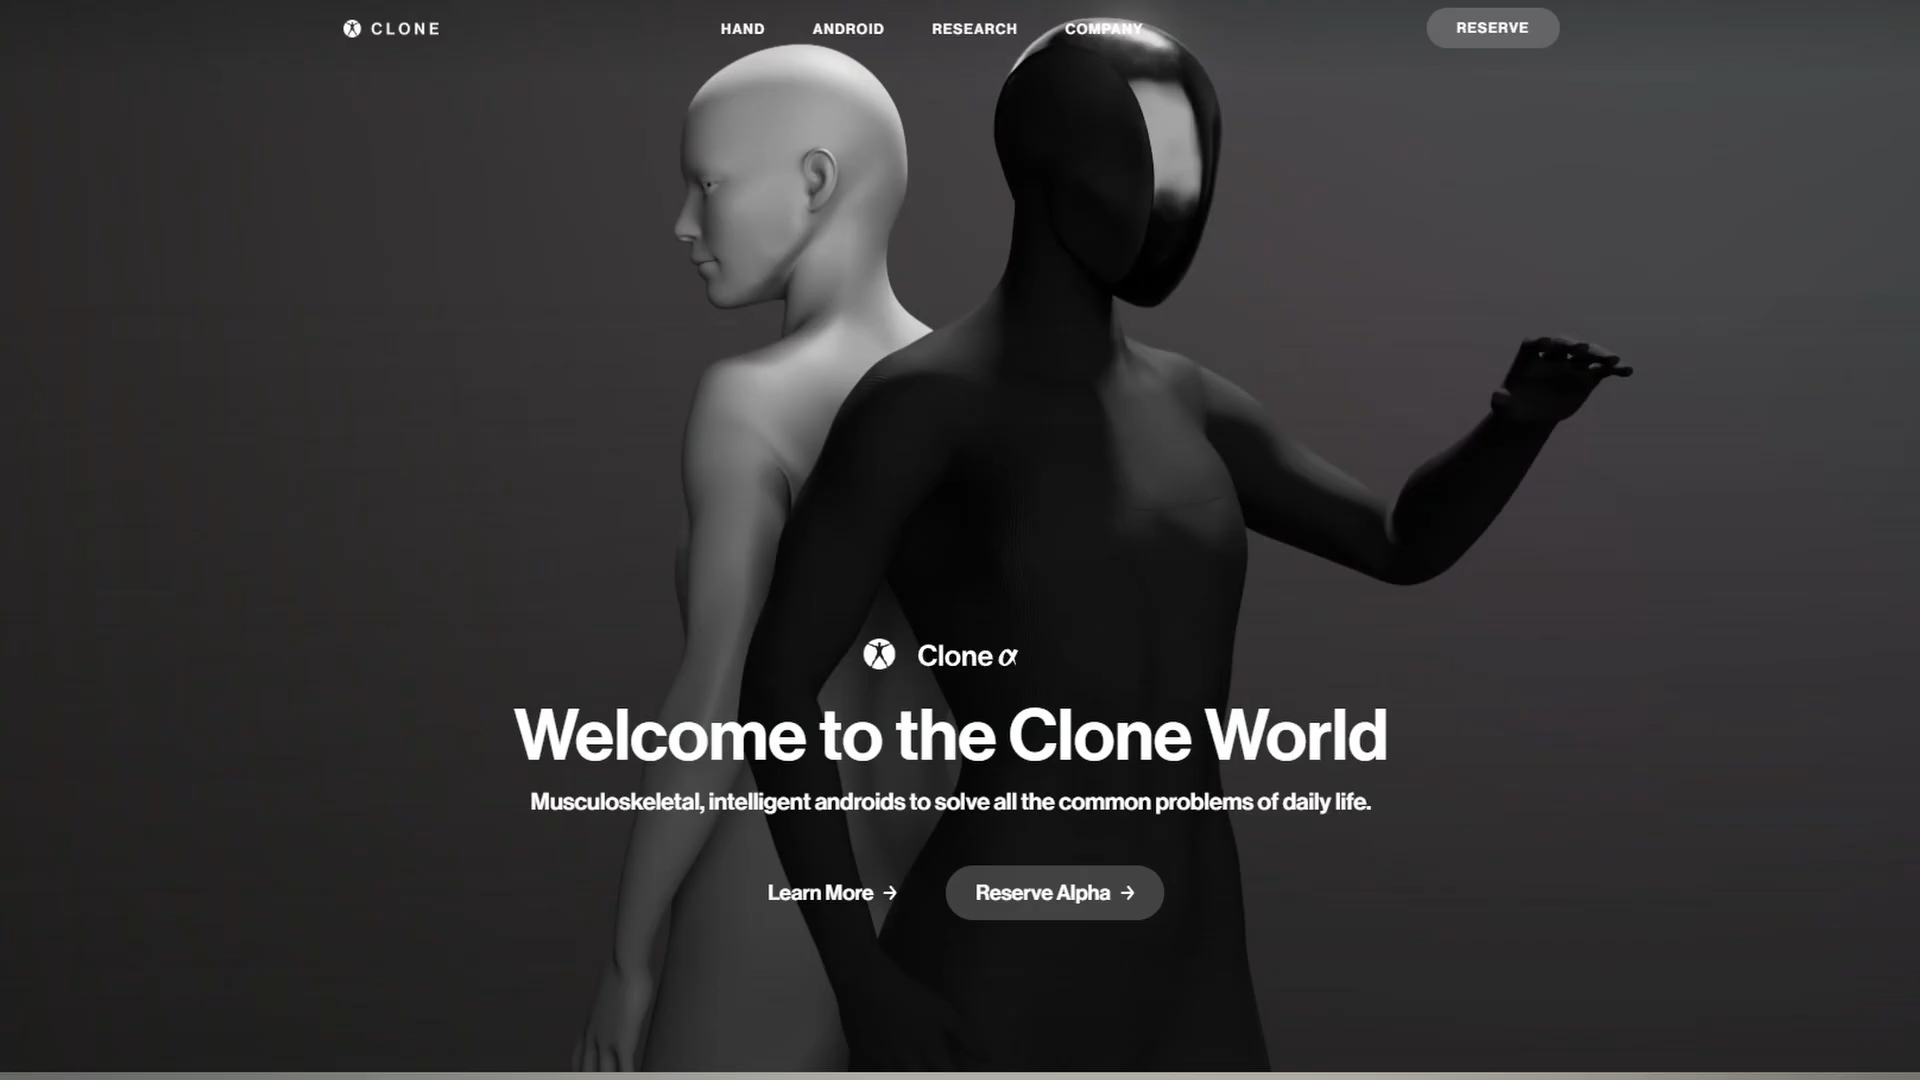 CLONE
HAND
ANDROID
RESEARCH
COMPANY
RESERVE
Clone α
Welcome to the Clone World
Musculoskeletal, intelligent androids to solve all the common problems of daily life.
Learn More →
Reserve Alpha →